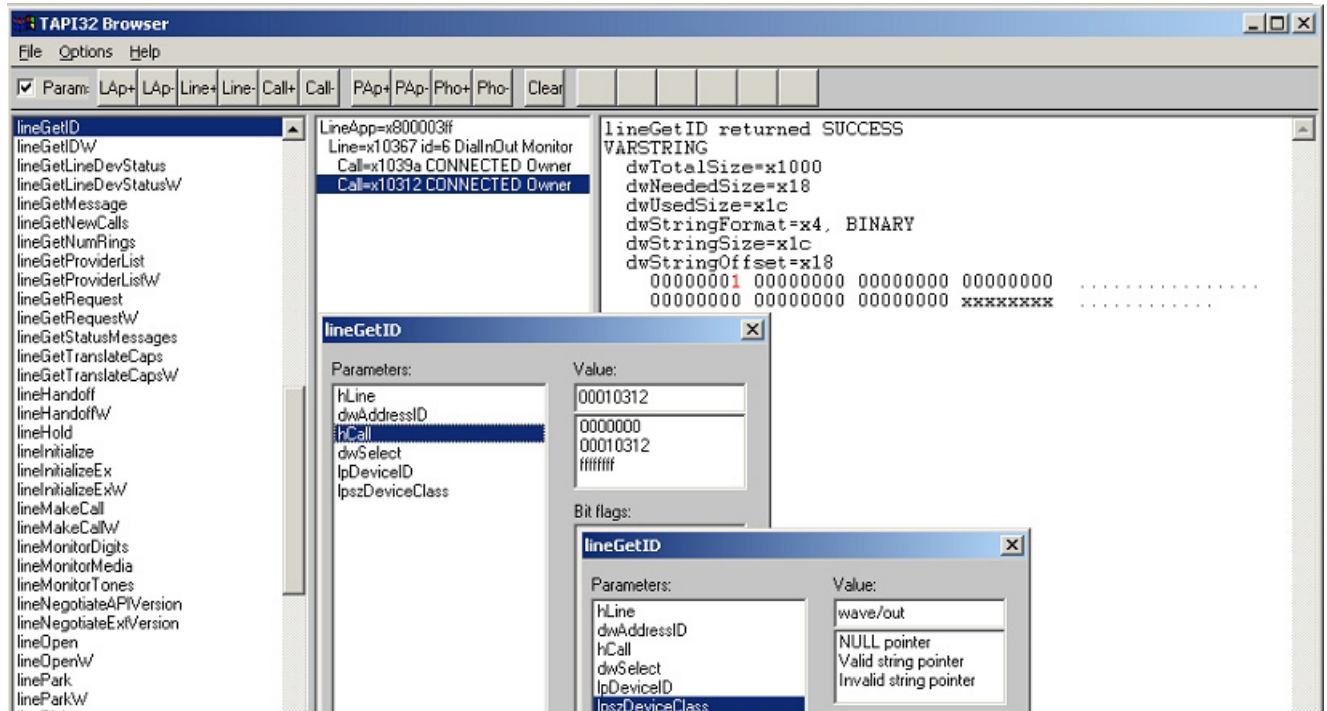 TAPI32 Browser
File Options Help
Param: LAp+ LAp- Line+ Line- Call+ Call- PAp+ PAp- Pho+ Pho- Clear
lineGetID
lineGetIDW
lineGetLineDevStatus
lineGetLineDevStatusW
lineGetMessage
lineGetNewCalls
lineGetNumRings
lineGetProviderList
lineGetProviderListW
lineGetRequest
lineGetRequestW
lineGetStatusMessages
lineGetTranslateCaps
lineGetTranslateCapsW
lineHandoff
lineHandoffW
lineHold
lineInitialize
lineInitializeEx
lineInitializeExW
lineMakeCall
lineMakeCallW
lineMonitorDigits
lineMonitorMedia
lineMonitorTones
lineNegotiateAPIVersion
lineNegotiateExtVersion
lineOpen
lineOpenW
linePark
lineParkW
LineApp=x800003ff
Line=x10367 id=6 DialInOut Monitor
Call=x1039a CONNECTED Owner
Call=x10312 CONNECTED Owner
lineGetID returned SUCCESS
VARSTRING
dwTotalSize=x1000
dwNeededSize=x18
dwUsedSize=x1c
dwStringFormat=x4, BINARY
dwStringSize=x1c
dwStringOffset=x18
00000001 00000000 00000000 00000000 ................
00000000 00000000 00000000 xxxxxxxx ............
lineGetID
Parameters:
hLine
dwAddressID
hCall
dwSelect
lpDeviceID
lpszDeviceClass
Value:
00010312
0000000
00010312
ffffffff
Bit flags:
lineGetID
Parameters:
hLine
dwAddressID
hCall
dwSelect
lpDeviceID
lpszDeviceClass
Value:
wave/out
NULL pointer
Valid string pointer
Invalid string pointer